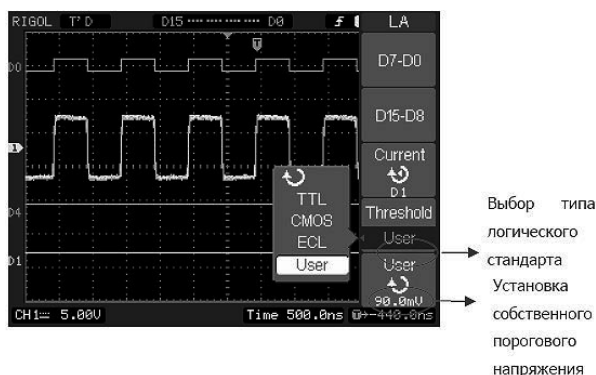 RIGOL T'D D15 ···· ···· ···· ···· D0 LA
D7-D0
D0
D15-D8
Current
1
D1
TTL
Threshold
D4
CMOS
User
ECL
D1
User
User
90.0mV
CH1 5.00V Time 500.0ns -440.0ns
Выбор типа
логического
стандарта
Установка
собственного
порогового
напряжения